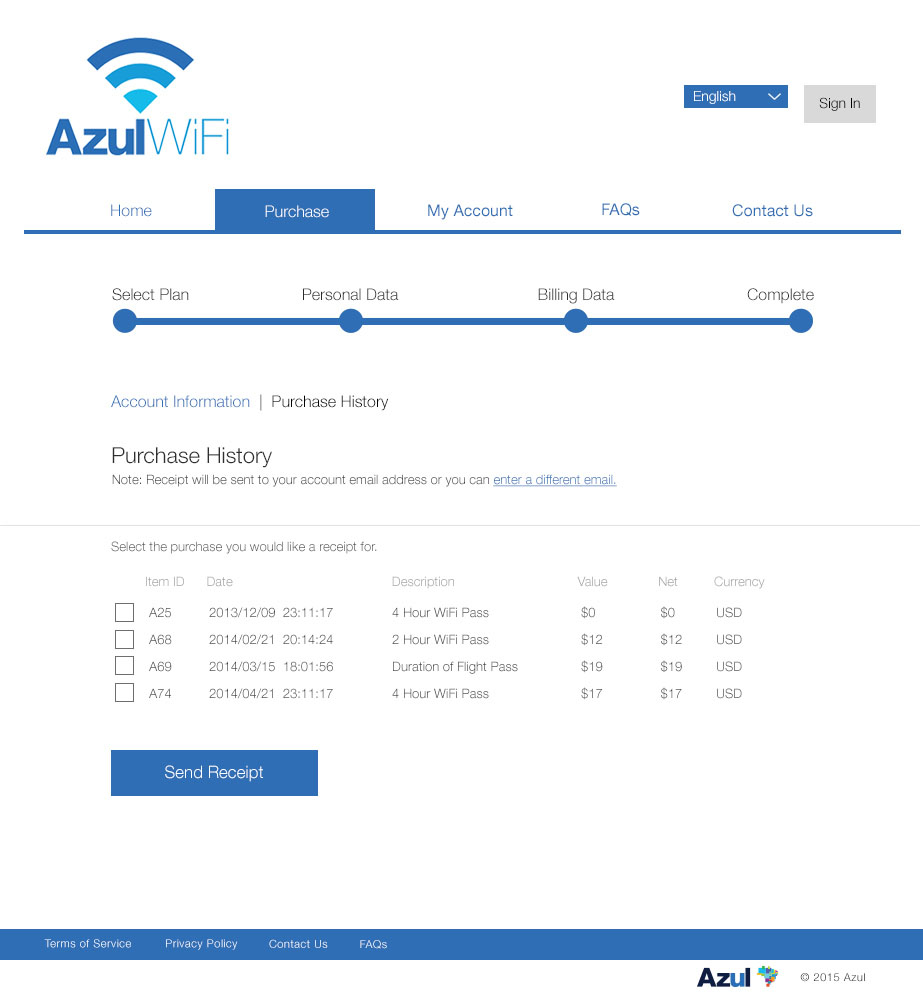 AzulWiFi
English
Sign In
Home Purchase My Account FAQs Contact Us
Select Plan Personal Data Billing Data Complete
Account Information | Purchase History
Purchase History
Note: Receipt will be sent to your account email address or you can enter a different email.
Select the purchase you would like a receipt for.
Item ID Date Description Value Net Currency
A25 2013/12/09 23:11:17 4 Hour WiFi Pass $0 $0 USD
A68 2014/02/21 20:14:24 2 Hour WiFi Pass $12 $12 USD
A69 2014/03/15 18:01:56 Duration of Flight Pass $19 $19 USD
A74 2014/04/21 23:11:17 4 Hour WiFi Pass $17 $17 USD
Send Receipt
Terms of Service Privacy Policy Contact Us FAQs
Azul © 2015 Azul